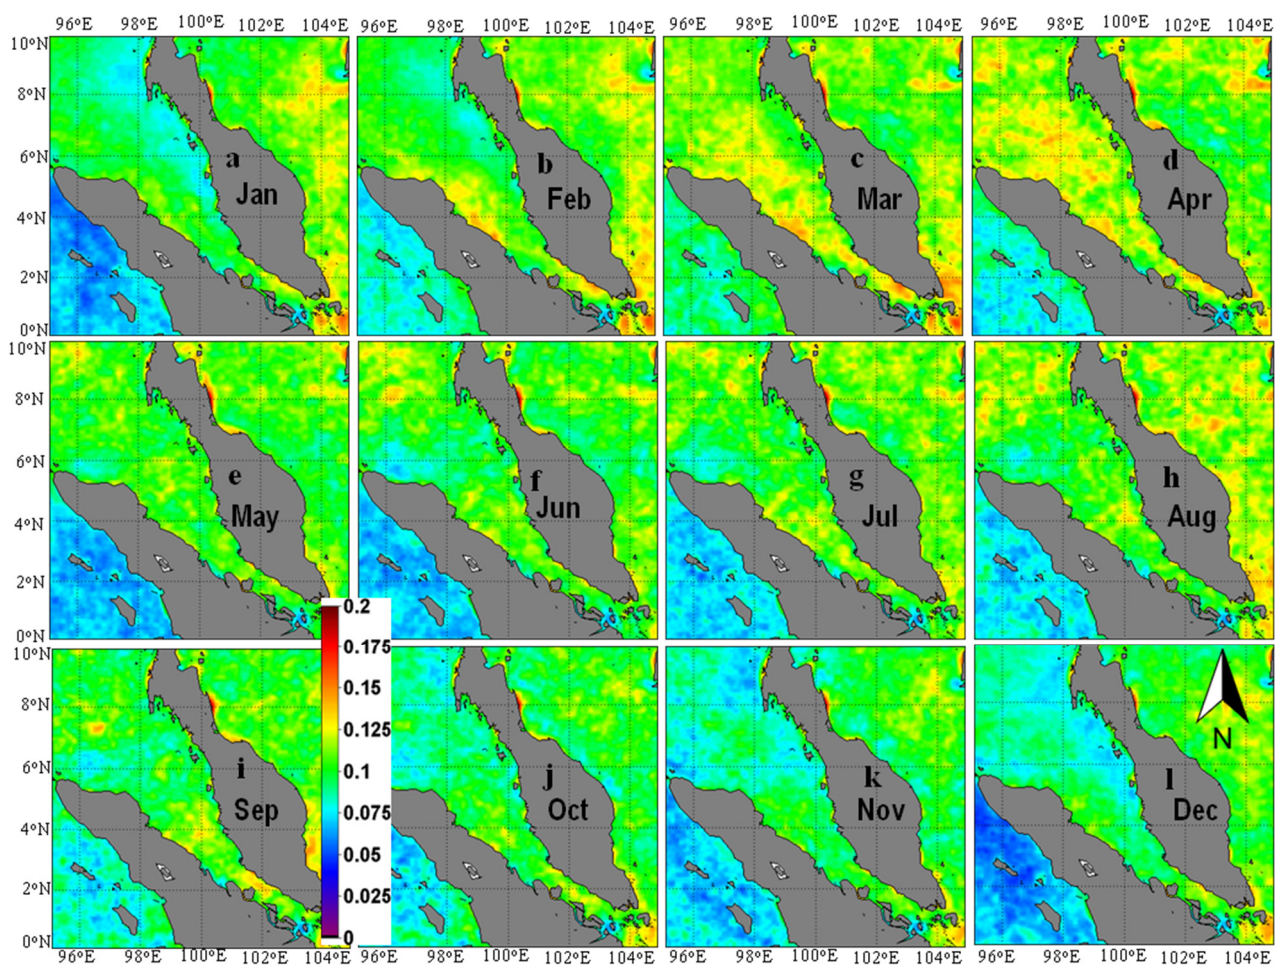 96°E 98°E 100°E 102°E 104°E 96°E 98°E 100°E 102°E 104°E 96°E 98°E 100°E 102°E 104°E 96°E 98°E 100°E 102°E 104°E
10°N
8°N
6°N
4°N
2°N
0°N
a
Jan
b
Feb
c
Mar
d
Apr
10°N
8°N
6°N
4°N
2°N
0°N
e
May
f
Jun
g
Jul
h
Aug
10°N
8°N
6°N
4°N
2°N
0°N
i
Sep
0.2
0.175
0.15
0.125
0.1
0.075
0.05
0.025
0
j
Oct
k
Nov
N
l
Dec
96°E 98°E 100°E 102°E 104°E 96°E 98°E 100°E 102°E 104°E 96°E 98°E 100°E 102°E 104°E 96°E 98°E 100°E 102°E 104°E